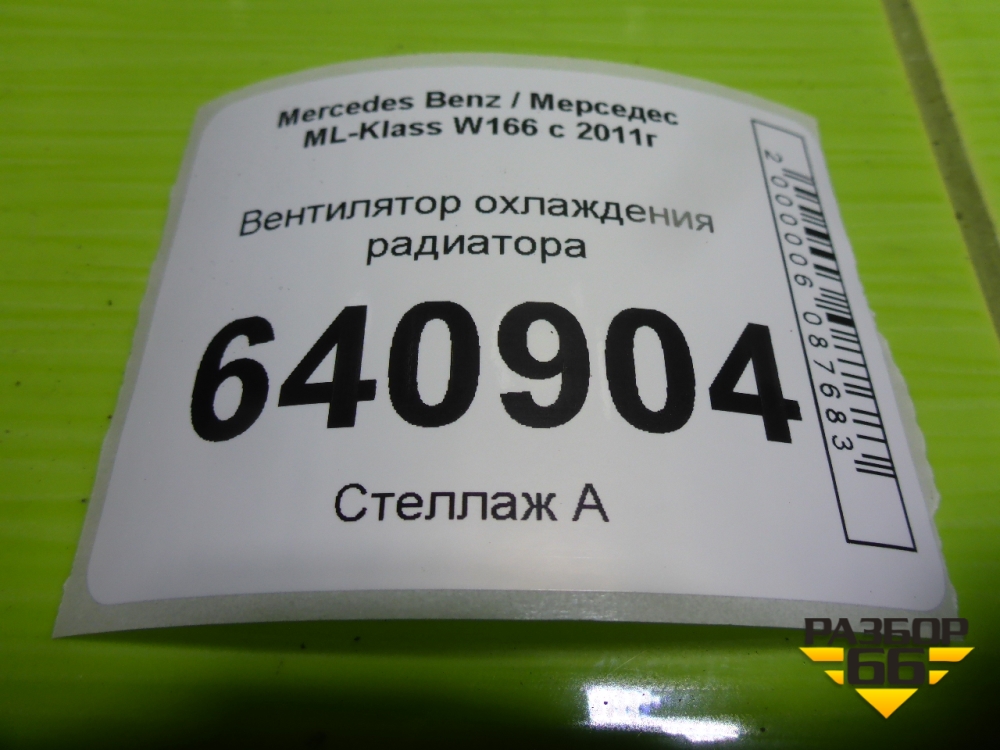 Mercedes Benz / Мерседес
ML-Klass W166 с 2011г
Вентилятор охлаждения
радиатора
640904
Стеллаж А
2000006087683
РАЗБОР
66